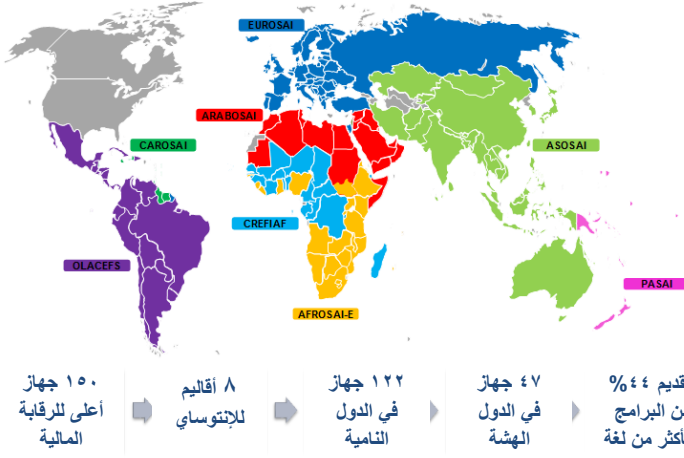 EUROSAI
ARABOSAI
CAROSAI
ASOSAI
CREFIAF
OLACEFS
PASAI
AFROSAI-E
١٥٠ جهاز
أعلى للرقابة
المالية
٨ أقاليم
للإنتوساي
١٢٢ جهاز
في الدول
النامية
٤٧ جهاز
في الدول
الهشة
قديم ٤٤%
ن البرامج
أكثر من لغة